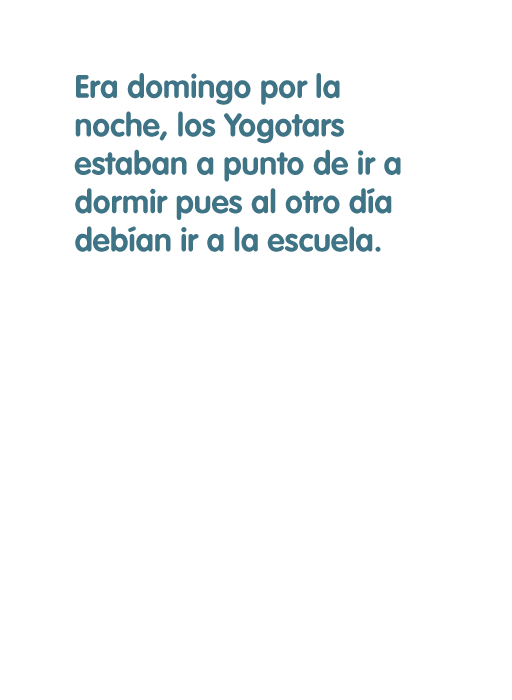 Era domingo por la
noche, los Yogotars
estaban a punto de ir a
dormir pues al otro día
debían ir a la escuela.